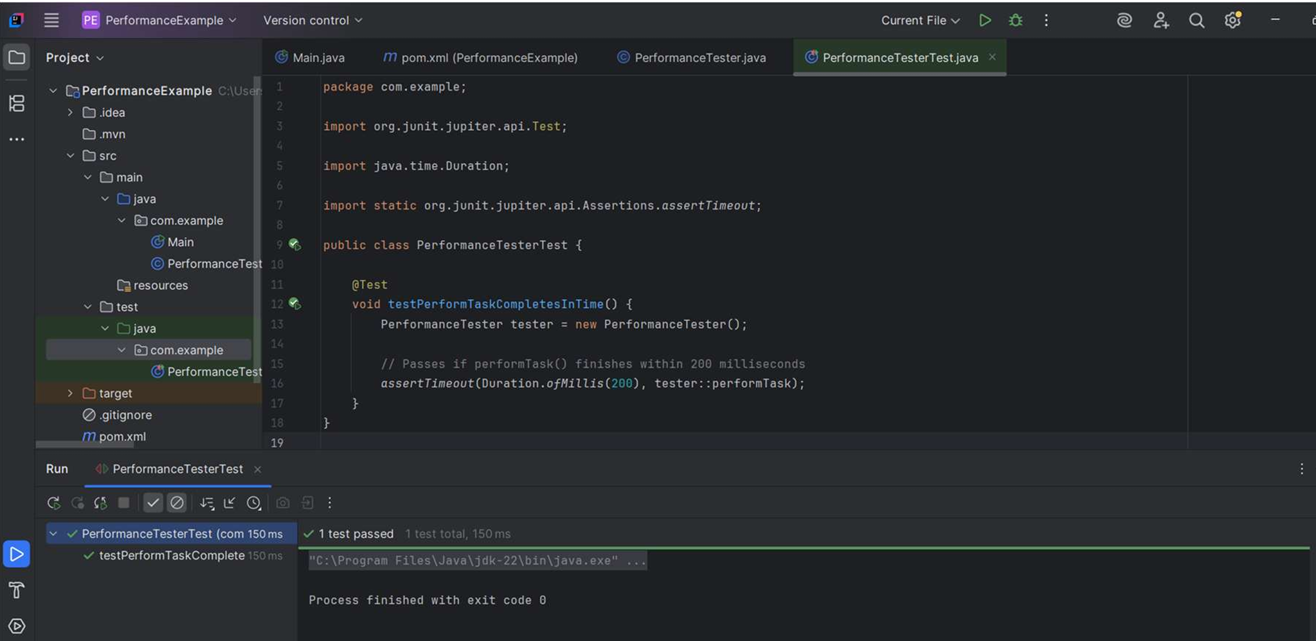 PE PerformanceExample Version control Current File
Project
Main.java pom.xml (PerformanceExample) PerformanceTester.java PerformanceTesterTest.java
PerformanceExample C:\User
.idea
.mvn
src
main
java
com.example
Main
PerformanceTest
resources
test
java
com.example
PerformanceTest
target
.gitignore
pom.xml
1 package com.example;
2
3 import org.junit.jupiter.api.Test;
4
5 import java.time.Duration;
6
7 import static org.junit.jupiter.api.Assertions.assertTimeout;
8
9 public class PerformanceTesterTest {
10
11 @Test
12 void testPerformTaskCompletesInTime() {
13 PerformanceTester tester = new PerformanceTester();
14
15 // Passes if performTask() finishes within 200 milliseconds
16 assertTimeout(Duration.ofMillis(200), tester::performTask);
17 }
18 }
19
Run PerformanceTesterTest
PerformanceTesterTest (com 150 ms
testPerformTaskComplete 150 ms
1 test passed 1 test total, 150 ms
"C:\Program Files\Java\jdk-22\bin\java.exe" ...
Process finished with exit code 0